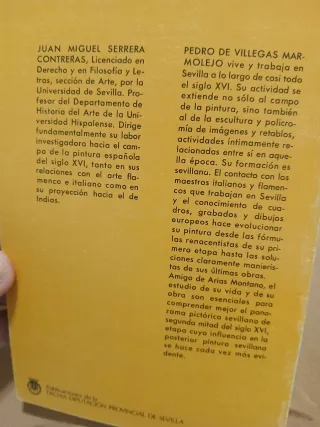 JUAN MIGUEL SERRERA
CONTRERAS, Licenciado en
Derecho y en Filosofía y Le-
tras, sección de Arte, por la
Universidad de Sevilla. Pro-
fesor del Departamento de
Historia del Arte de la Uni-
versidad Hispalense. Dirige
fundamentalmente su labor
investigadora hacia el cam-
po de la pintura española
del siglo XVI, tanto en sus
relaciones con el arte fla-
menco e italiano como en
su proyección hacia el de
Indias.
PEDRO DE VILLEGAS MAR-
MOLEJO vive y trabaja en
Sevilla a lo largo de casi todo
el siglo XVI. Su actividad se
extiende no sólo al campo
de la pintura, sino también
al de la escultura y policro-
mía de imágenes y retablos,
actividades íntimamente re-
lacionadas entre sí en aque-
lla época. Su formación es
sevillana. El contacto con los
maestros italianos y flamen-
cos que trabajan en Sevilla
y el conocimiento de cua-
dros, grabados y dibujos
europeos hace evolucionar
su pintura desde las fórmu-
las renacentistas de su pri-
mera etapa hasta las solu-
ciones claramente manieris-
tas de sus últimas obras.
Amigo de Arias Montano, el
estudio de su vida y de su
obra son esenciales para
comprender mejor el pano-
rama pictórico sevillano de
segunda mitad del siglo XVI,
etapa cuya influencia en la
posterior pintura sevillana
se hace cada vez más evi-
dente.
Publicaciones de la
EXCMA. DIPUTACIÓN PROVINCIAL DE SEVILLA